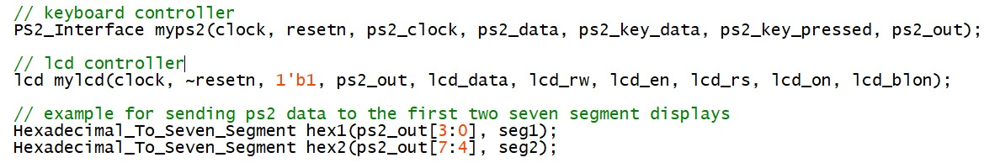 // keyboard controller
PS2_Interface myps2(clock, resetn, ps2_clock, ps2_data, ps2_key_data, ps2_key_pressed, ps2_out);
// lcd controller
lcd mylcd(clock, ~resetn, 1'b1, ps2_out, lcd_data, lcd_rw, lcd_en, lcd_rs, lcd_on, lcd_blon);
// example for sending ps2 data to the first two seven segment displays
Hexadecimal_To_Seven_Segment hex1(ps2_out[3:0], seg1);
Hexadecimal_To_Seven_Segment hex2(ps2_out[7:4], seg2);